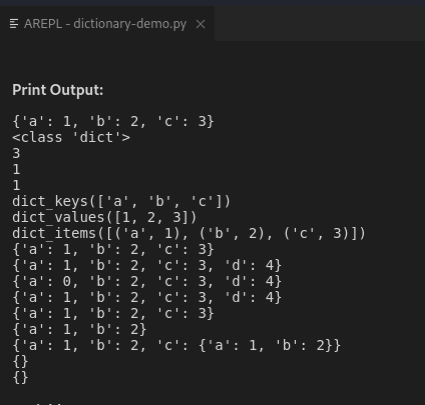 AREPL - dictionary-demo.py
Print Output:
{'a': 1, 'b': 2, 'c': 3}
<class 'dict'>
3
1
1
dict_keys(['a', 'b', 'c'])
dict_values([1, 2, 3])
dict_items([('a', 1), ('b', 2), ('c', 3)])
{'a': 1, 'b': 2, 'c': 3}
{'a': 1, 'b': 2, 'c': 3, 'd': 4}
{'a': 0, 'b': 2, 'c': 3, 'd': 4}
{'a': 1, 'b': 2, 'c': 3, 'd': 4}
{'a': 1, 'b': 2, 'c': 3}
{'a': 1, 'b': 2}
{'a': 1, 'b': 2, 'c': {'a': 1, 'b': 2}}
{}
{}